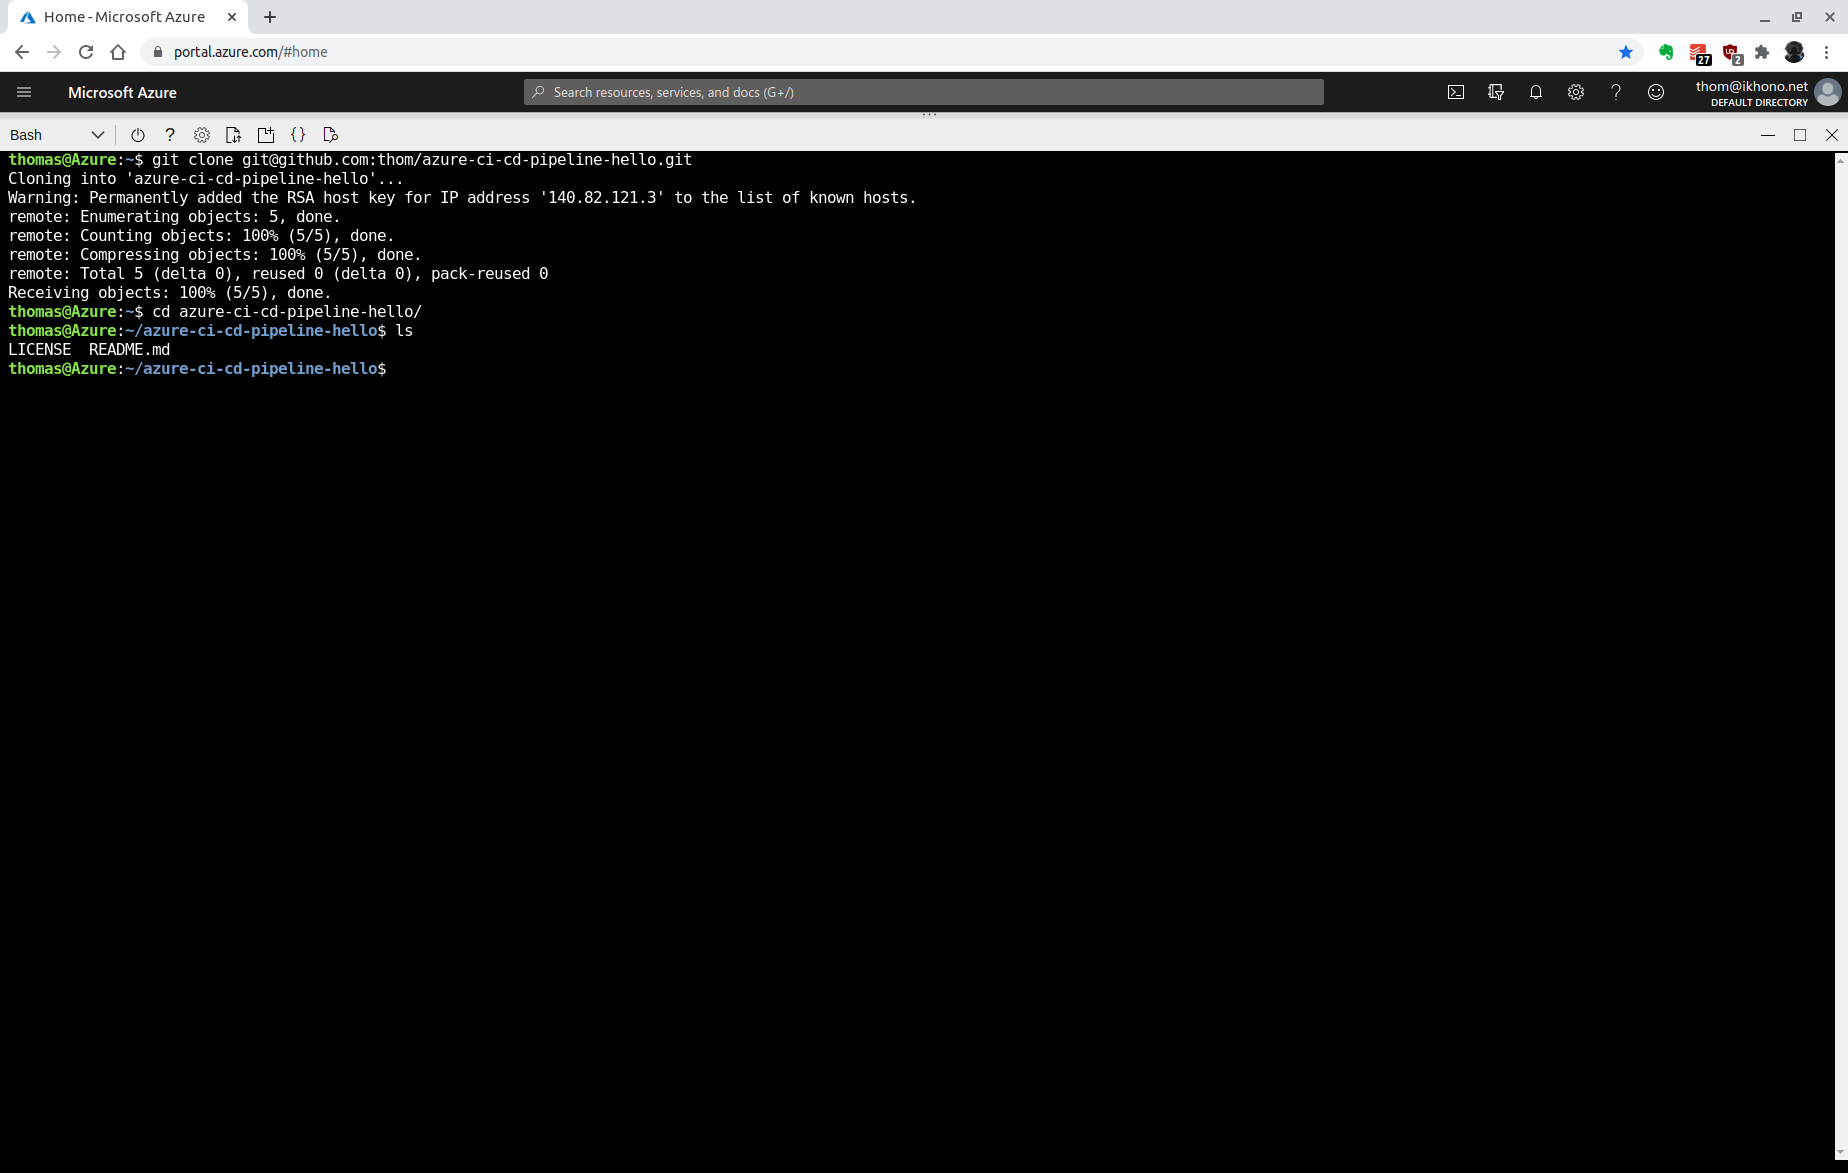 Home - Microsoft Azure
portal.azure.com/#home
27
2
Microsoft Azure
Search resources, services, and docs (G+/)
thom@ikhono.net
DEFAULT DIRECTORY
Bash
thomas@Azure:~$ git clone git@github.com:thom/azure-ci-cd-pipeline-hello.git
Cloning into 'azure-ci-cd-pipeline-hello'...
Warning: Permanently added the RSA host key for IP address '140.82.121.3' to the list of known hosts.
remote: Enumerating objects: 5, done.
remote: Counting objects: 100% (5/5), done.
remote: Compressing objects: 100% (5/5), done.
remote: Total 5 (delta 0), reused 0 (delta 0), pack-reused 0
Receiving objects: 100% (5/5), done.
thomas@Azure:~$ cd azure-ci-cd-pipeline-hello/
thomas@Azure:~/azure-ci-cd-pipeline-hello$ ls
LICENSE  README.md
thomas@Azure:~/azure-ci-cd-pipeline-hello$